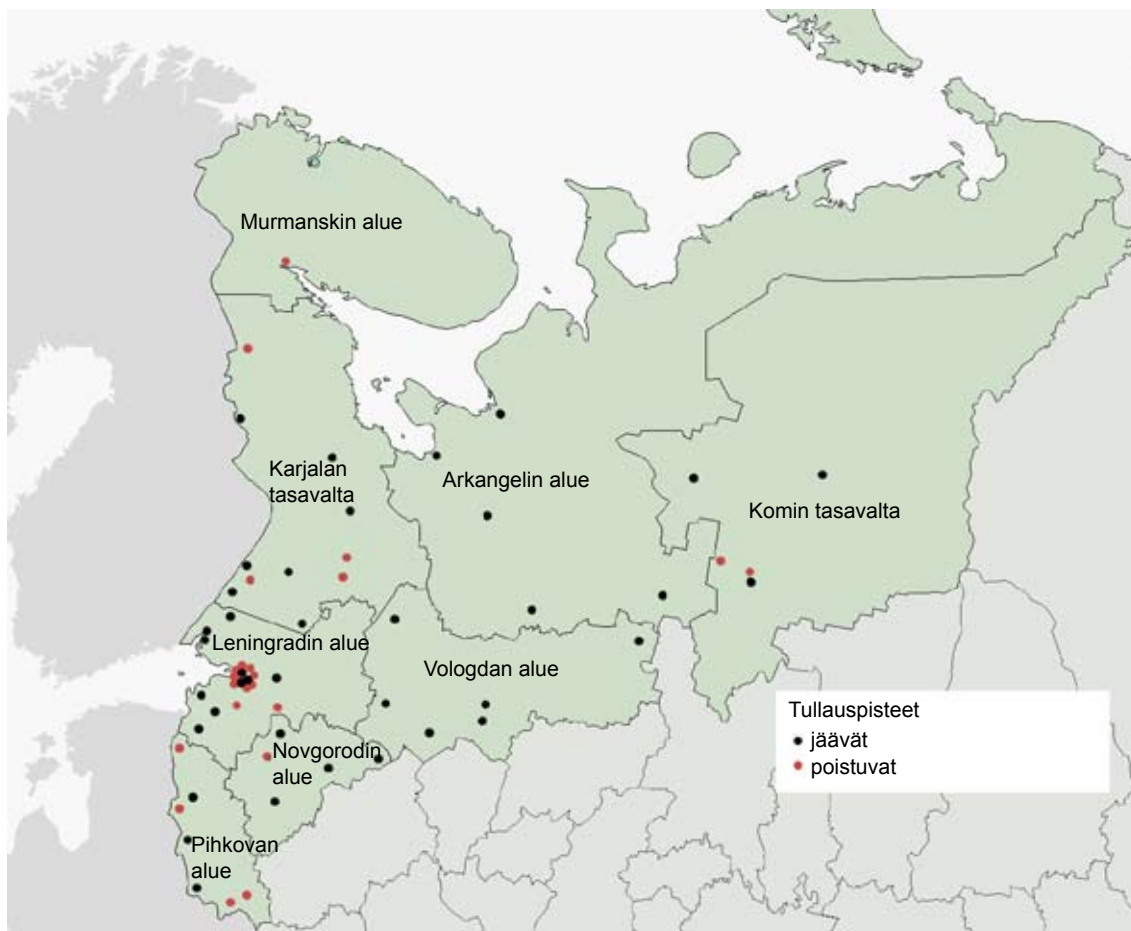 Murmanskin alue
Karjalan
tasavalta
Arkangelin alue
Komin tasavalta
Leningradin alue
Vologdan alue
Novgorodin
alue
Pihkovan
alue
Tullauspisteet
jäävät
poistuvat